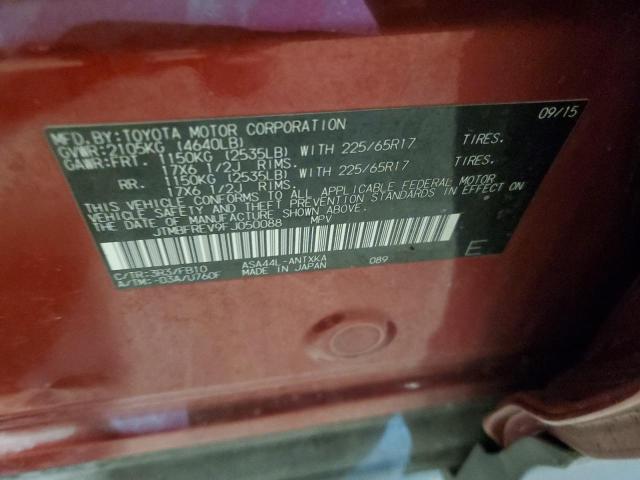 MFD. BY: TOYOTA MOTOR CORPORATION 09/15
GVWR: 2105KG (4640LB)
GAWR: FRT. 1150KG (2535LB) WITH 225/65R17 TIRES.
17X6 1/2J RIMS.
RR. 1150KG (2535LB) WITH 225/65R17 TIRES.
17X6 1/2J RIMS.
THIS VEHICLE CONFORMS TO ALL APPLICABLE FEDERAL MOTOR
VEHICLE SAFETY AND THEFT PREVENTION STANDARDS IN EFFECT ON
THE DATE OF MANUFACTURE SHOWN ABOVE.
JTMBFREV9FJ050088 MPV
E
C/TR: 3R3/FB10 ASA44L-ANTXKA 089
A/TM: -03A/U760F MADE IN JAPAN